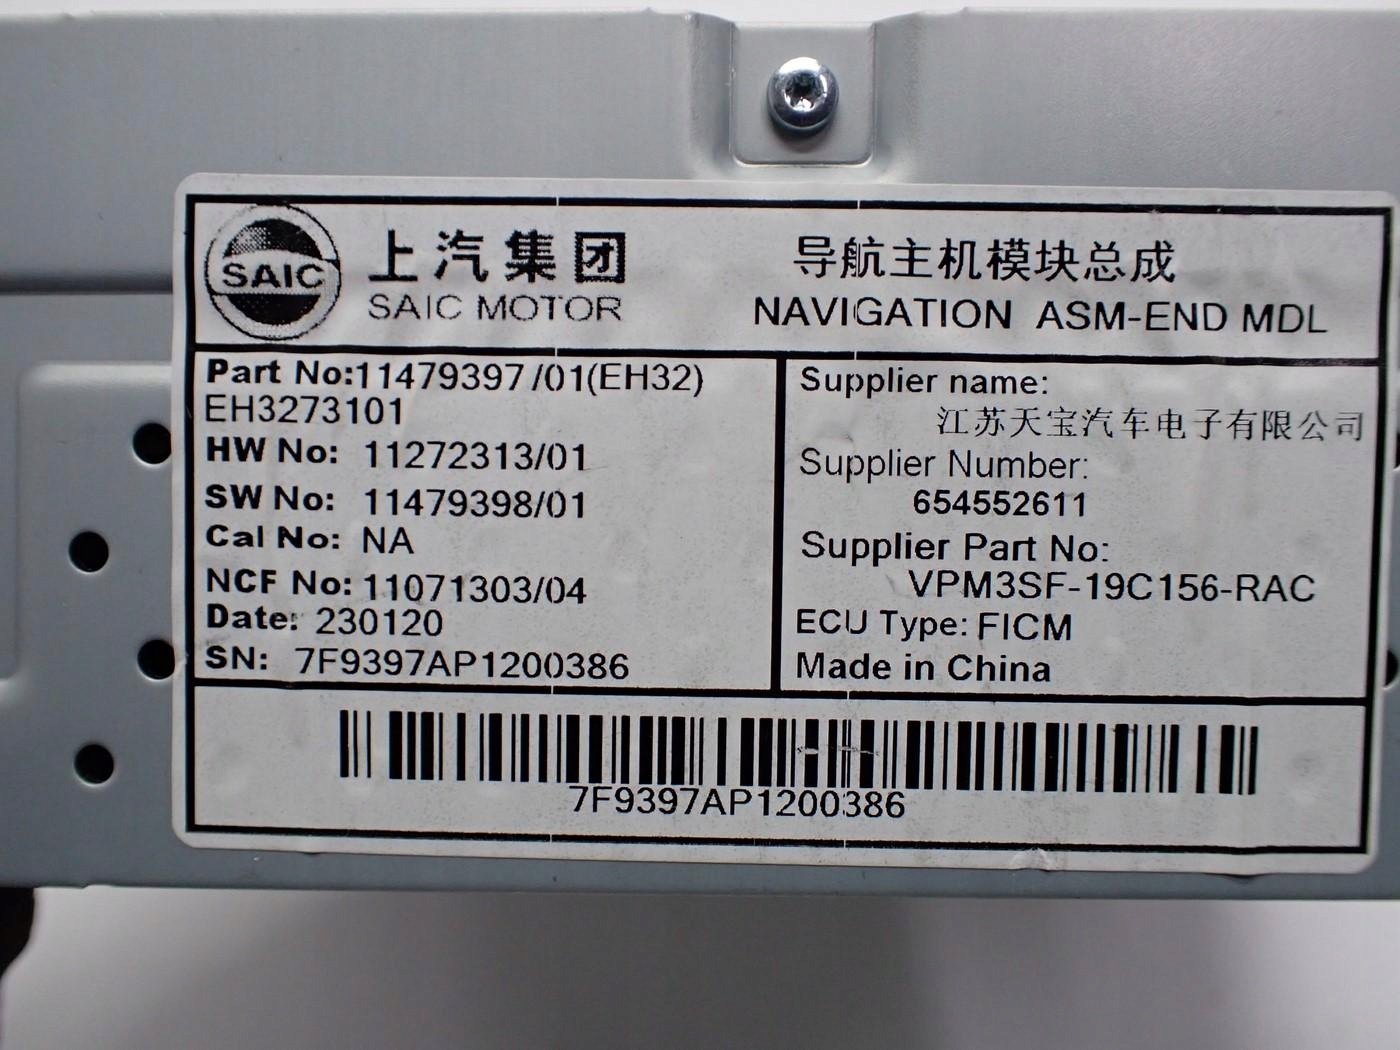 SAIC
上汽集团
SAIC MOTOR
导航主机模块总成
NAVIGATION ASM-END MDL
Part No:11479397/01(EH32)
EH3273101
HW No: 11272313/01
SW No: 11479398/01
Cal No: NA
NCF No: 11071303/04
Date: 230120
SN: 7F9397AP1200386
Supplier name:
江苏天宝汽车电子有限公司
Supplier Number:
654552611
Supplier Part No:
VPM3SF-19C156-RAC
ECU Type: FICM
Made in China
7F9397AP1200386